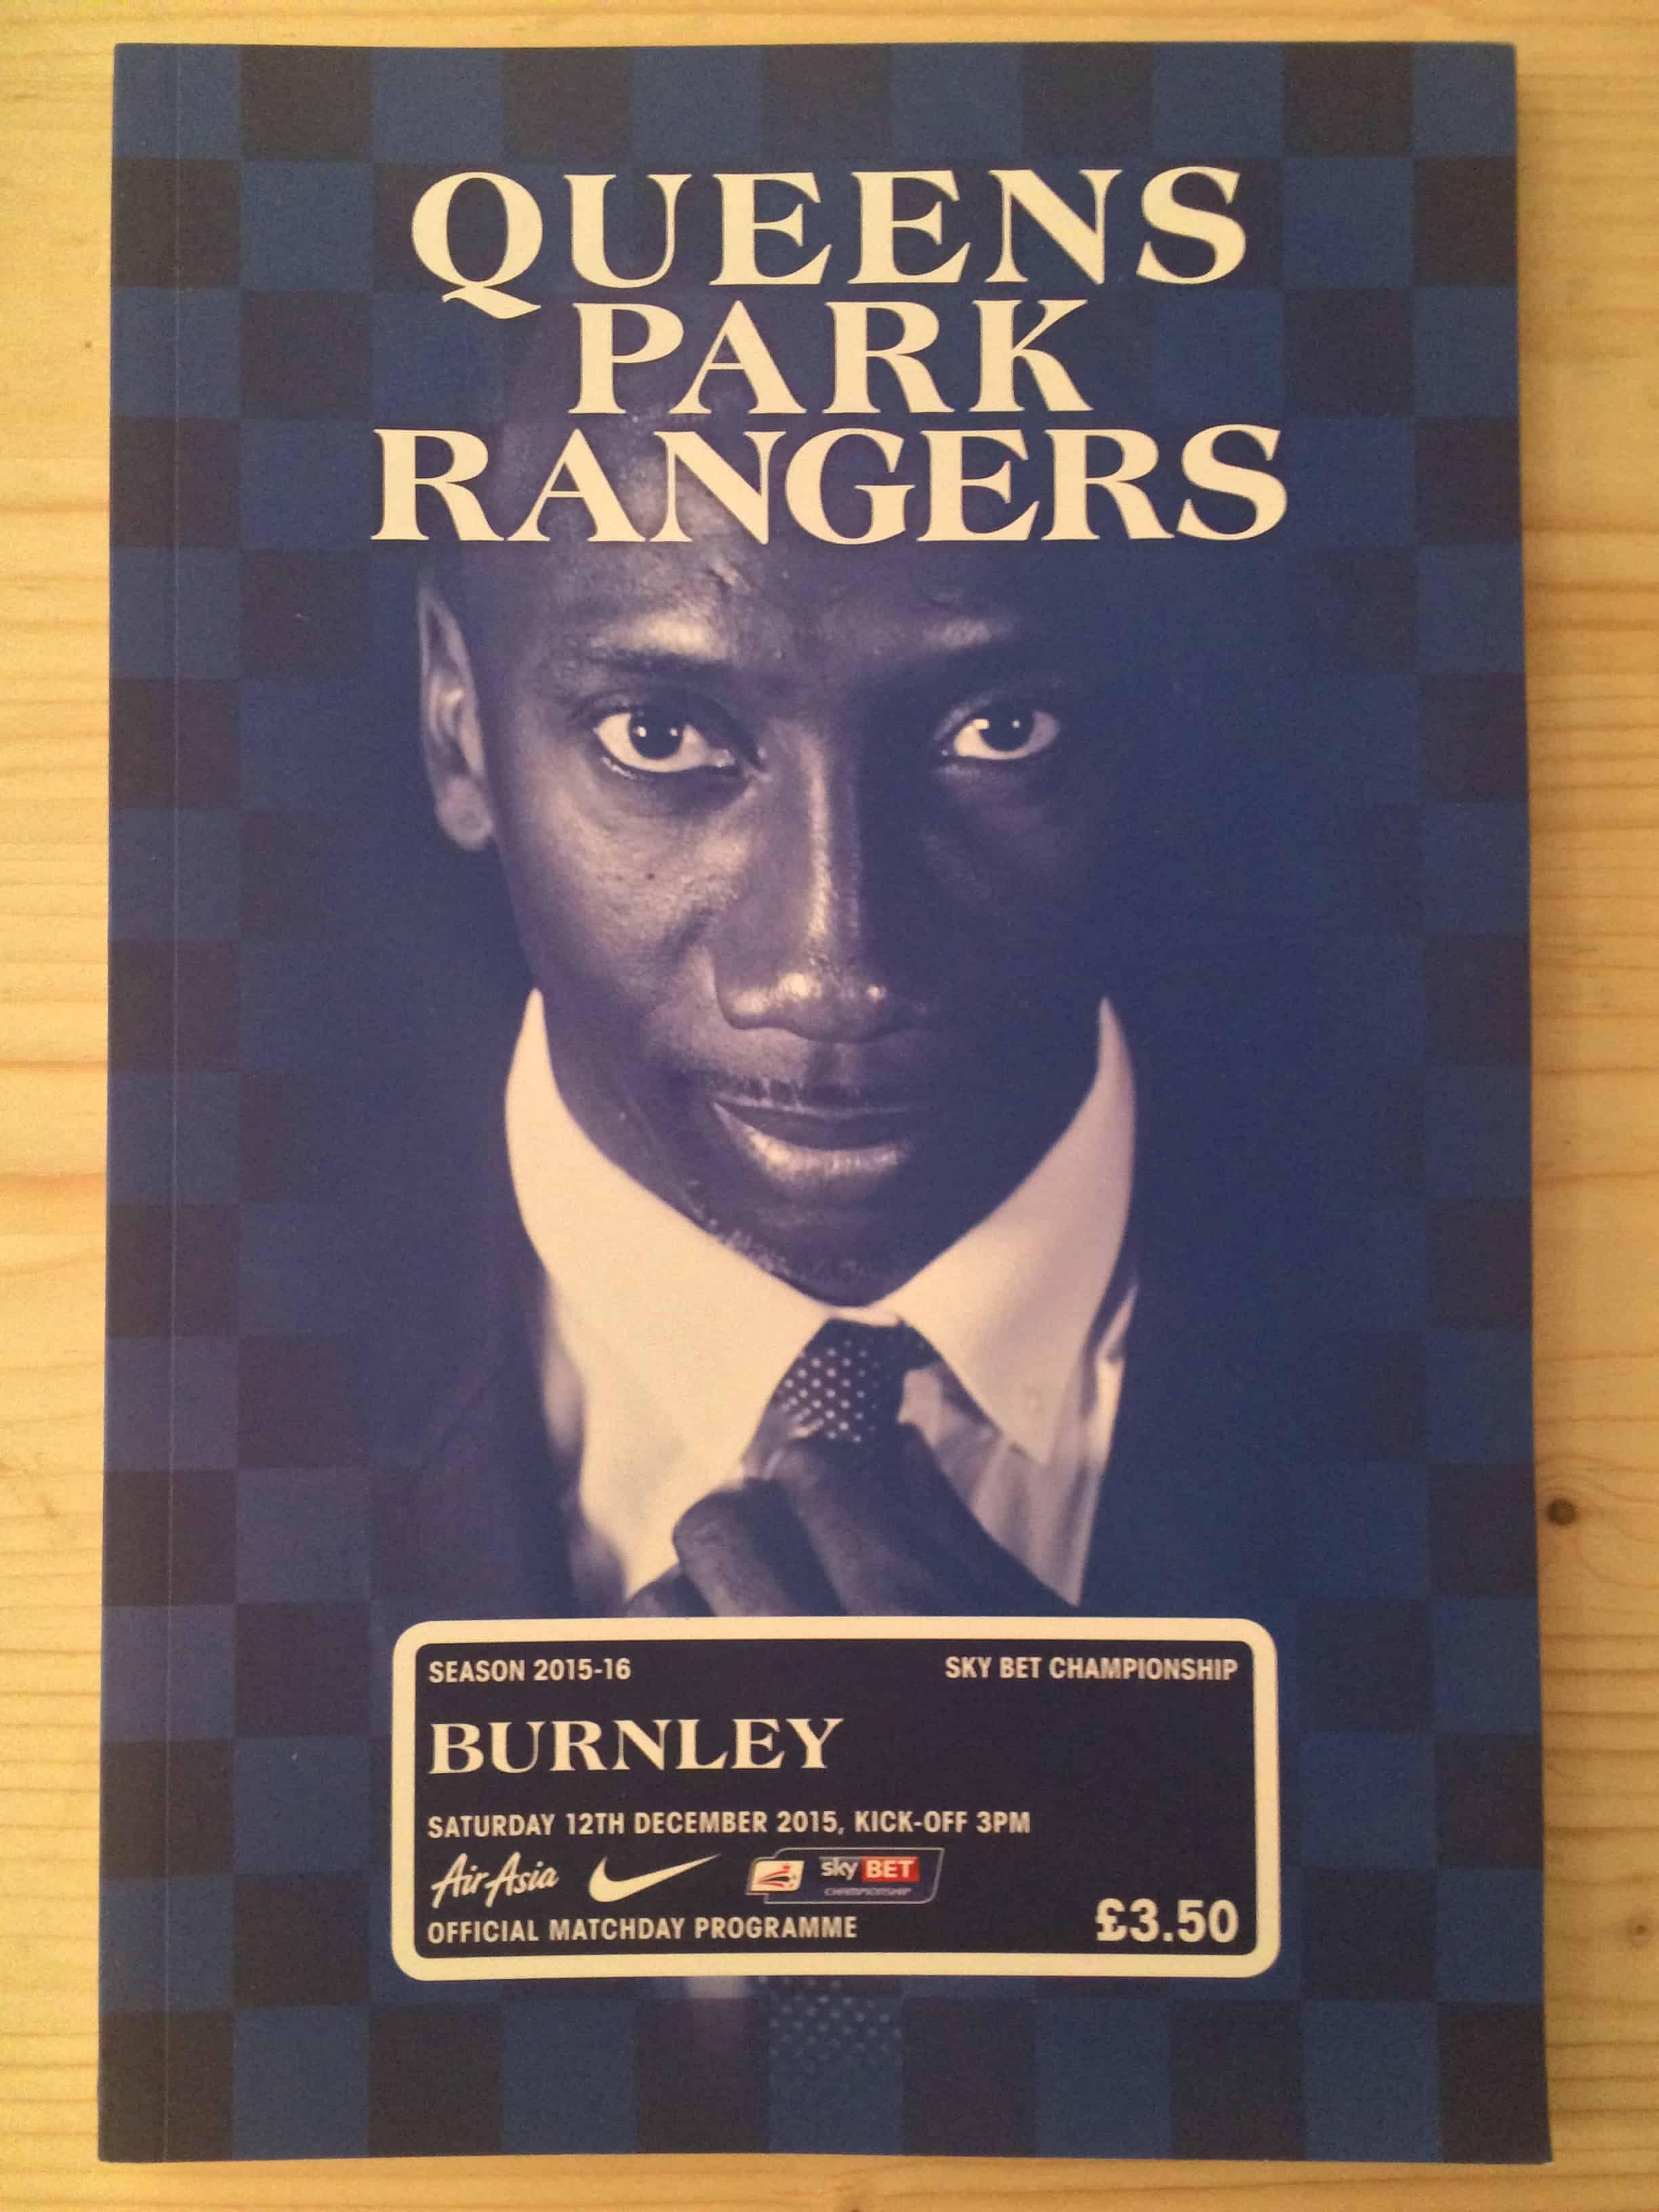 QUEENS
PARK
RANGERS
SEASON 2015-16 SKY BET CHAMPIONSHIP
BURNLEY
SATURDAY 12TH DECEMBER 2015, KICK-OFF 3PM
AirAsia sky BET
CHAMPIONSHIP
OFFICIAL MATCHDAY PROGRAMME £3.50